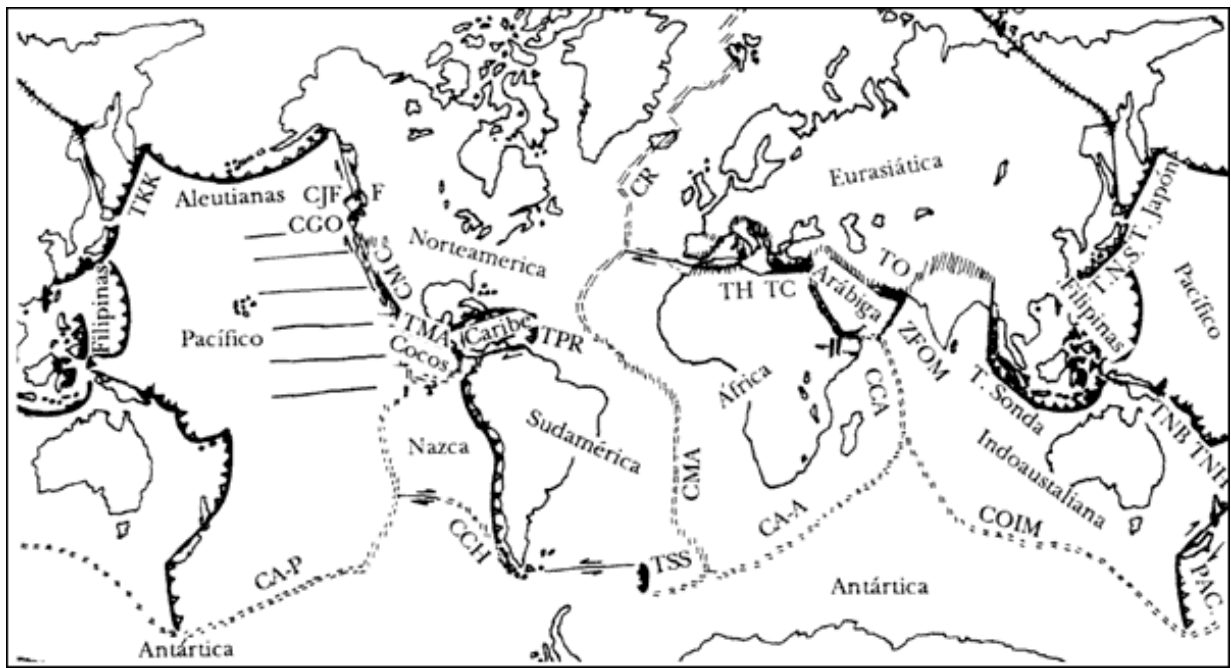 CR
Eurasiática
TKK
Aleutianas
CJF
F
CGO
T. Japón
T.N.S.
Norteamerica
CM
C
TO
TH
TC
Arábiga
Filipinas
Filipinas
Pacífico
Pacífico
TMA
Caribe
TPR
Cocos
ZFOM
África
CCA
T. Sonda
TNB
TNH
Nazca
Sudamérica
CMA
Indoaustaliana
CA-A
COIM
CCH
CA-P
TSS
Antártica
PAC.
Antártica